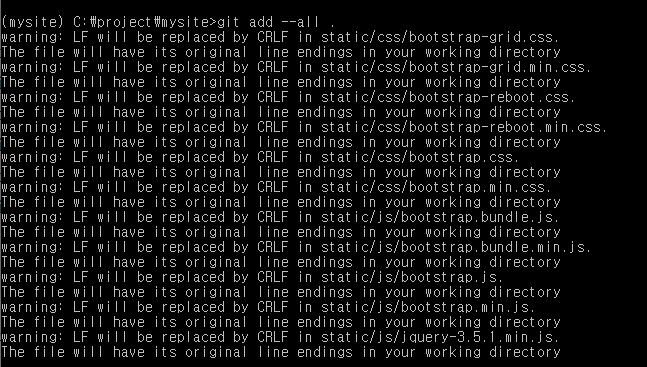 (mysite) C:₩project₩mysite>git add --all .
warning: LF will be replaced by CRLF in static/css/bootstrap-grid.css.
The file will have its original line endings in your working directory
warning: LF will be replaced by CRLF in static/css/bootstrap-grid.min.css.
The file will have its original line endings in your working directory
warning: LF will be replaced by CRLF in static/css/bootstrap-reboot.css.
The file will have its original line endings in your working directory
warning: LF will be replaced by CRLF in static/css/bootstrap-reboot.min.css.
The file will have its original line endings in your working directory
warning: LF will be replaced by CRLF in static/css/bootstrap.css.
The file will have its original line endings in your working directory
warning: LF will be replaced by CRLF in static/css/bootstrap.min.css.
The file will have its original line endings in your working directory
warning: LF will be replaced by CRLF in static/js/bootstrap.bundle.js.
The file will have its original line endings in your working directory
warning: LF will be replaced by CRLF in static/js/bootstrap.bundle.min.js.
The file will have its original line endings in your working directory
warning: LF will be replaced by CRLF in static/js/bootstrap.js.
The file will have its original line endings in your working directory
warning: LF will be replaced by CRLF in static/js/bootstrap.min.js.
The file will have its original line endings in your working directory
warning: LF will be replaced by CRLF in static/js/jquery-3.5.1.min.js.
The file will have its original line endings in your working directory